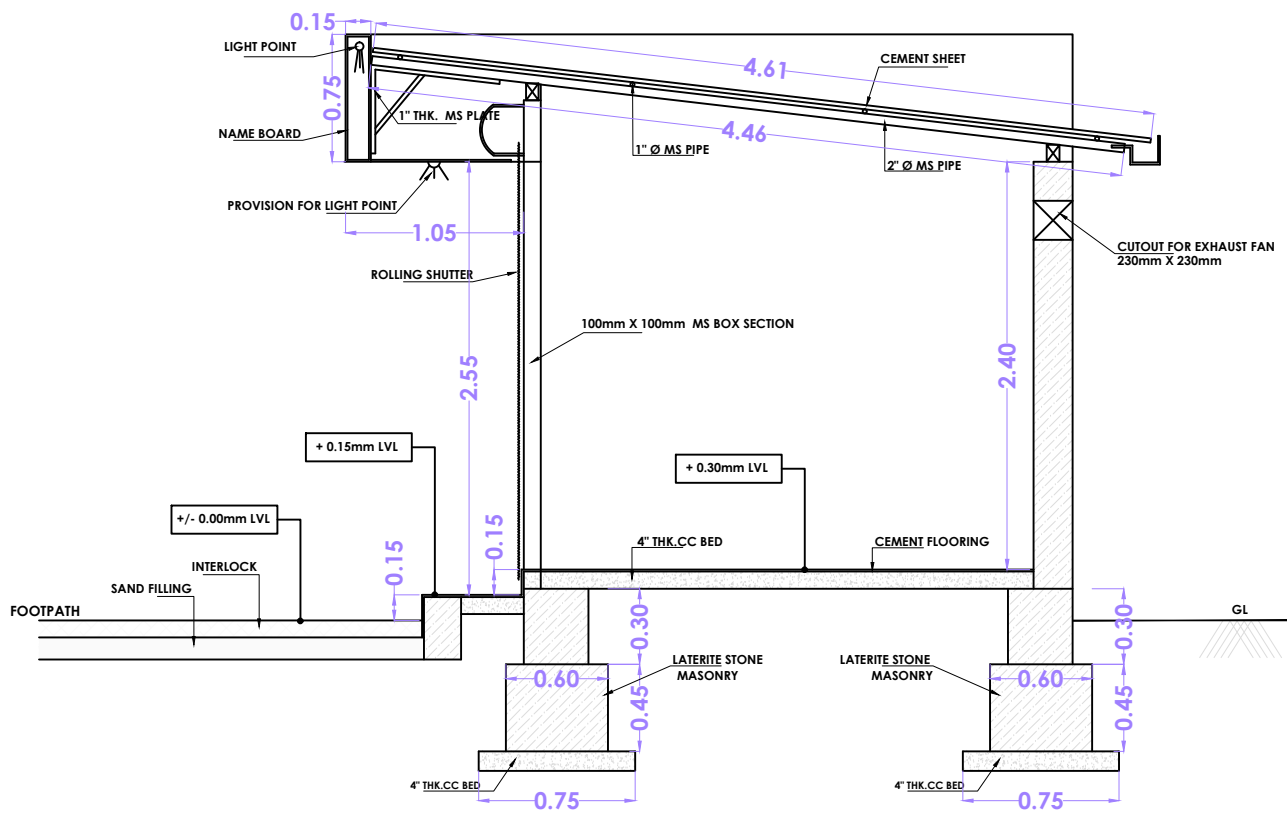 0.15
LIGHT POINT
4.61
CEMENT SHEET
0.75
1" THK. MS PLATE
NAME BOARD
4.46
1" Ø MS PIPE
2" Ø MS PIPE
PROVISION FOR LIGHT POINT
1.05
CUTOUT FOR EXHAUST FAN
230mm X 230mm
ROLLING SHUTTER
100mm X 100mm MS BOX SECTION
2.55
2.40
+ 0.15mm LVL
+ 0.30mm LVL
+/- 0.00mm LVL
0.15
0.15
4" THK.CC BED
CEMENT FLOORING
INTERLOCK
SAND FILLING
FOOTPATH
GL
0.30
0.30
LATERITE STONE
MASONRY
LATERITE STONE
MASONRY
0.60
0.60
0.45
0.45
4" THK.CC BED
4" THK.CC BED
0.75
0.75